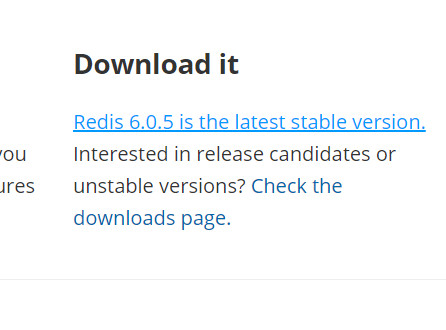 Download it
Redis 6.0.5 is the latest stable version.
you Interested in release candidates or
ures unstable versions? Check the
downloads page.